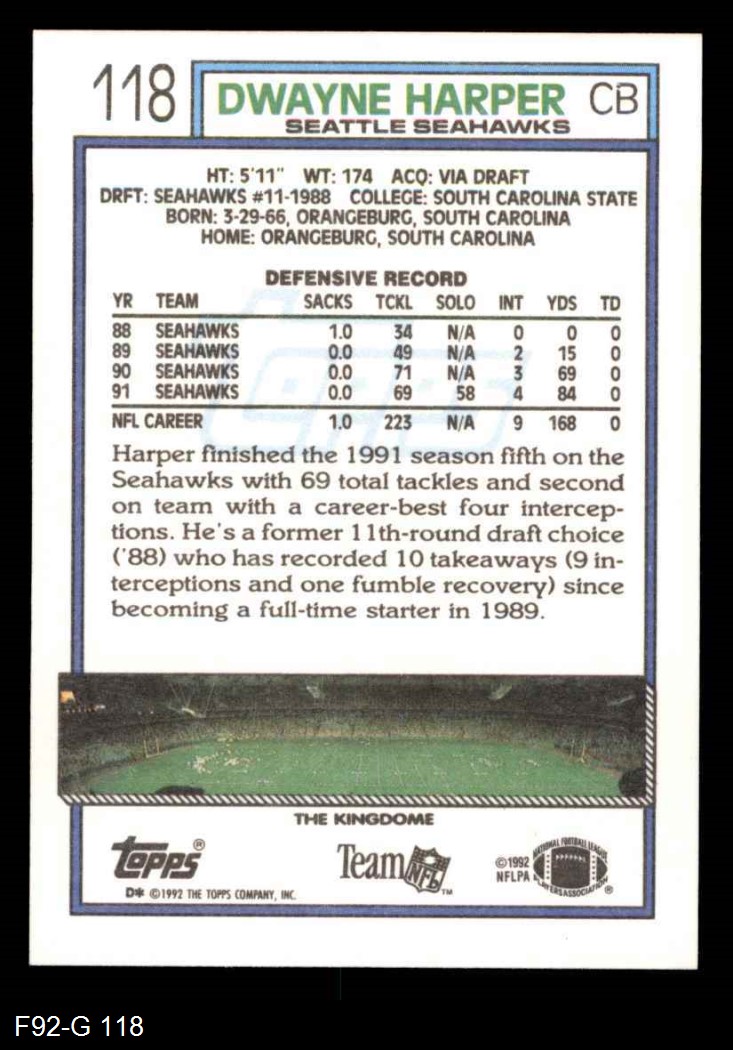 118 DWAYNE HARPER CB
SEATTLE SEAHAWKS
HT: 5'11" WT: 174 ACQ: VIA DRAFT
DRFT: SEAHAWKS #11-1988 COLLEGE: SOUTH CAROLINA STATE
BORN: 3-29-66, ORANGEBURG, SOUTH CAROLINA
HOME: ORANGEBURG, SOUTH CAROLINA
DEFENSIVE RECORD
YR TEAM SACKS TCKL SOLO INT YDS TD
88 SEAHAWKS 1.0 34 N/A 0 0 0
89 SEAHAWKS 0.0 49 N/A 2 15 0
90 SEAHAWKS 0.0 71 N/A 3 69 0
91 SEAHAWKS 0.0 69 58 4 84 0
NFL CAREER 1.0 223 N/A 9 168 0
Topps
Harper finished the 1991 season fifth on the
Seahawks with 69 total tackles and second
on team with a career-best four intercep-
tions. He's a former 11th-round draft choice
('88) who has recorded 10 takeaways (9 in-
terceptions and one fumble recovery) since
becoming a full-time starter in 1989.
THE KINGDOME
Topps®
D* ©1992 THE TOPPS COMPANY, INC.
Team NFL ™
©1992
NFLPA
NATIONAL FOOTBALL LEAGUE
PLAYERS ASSOCIATION ®
F92-G 118